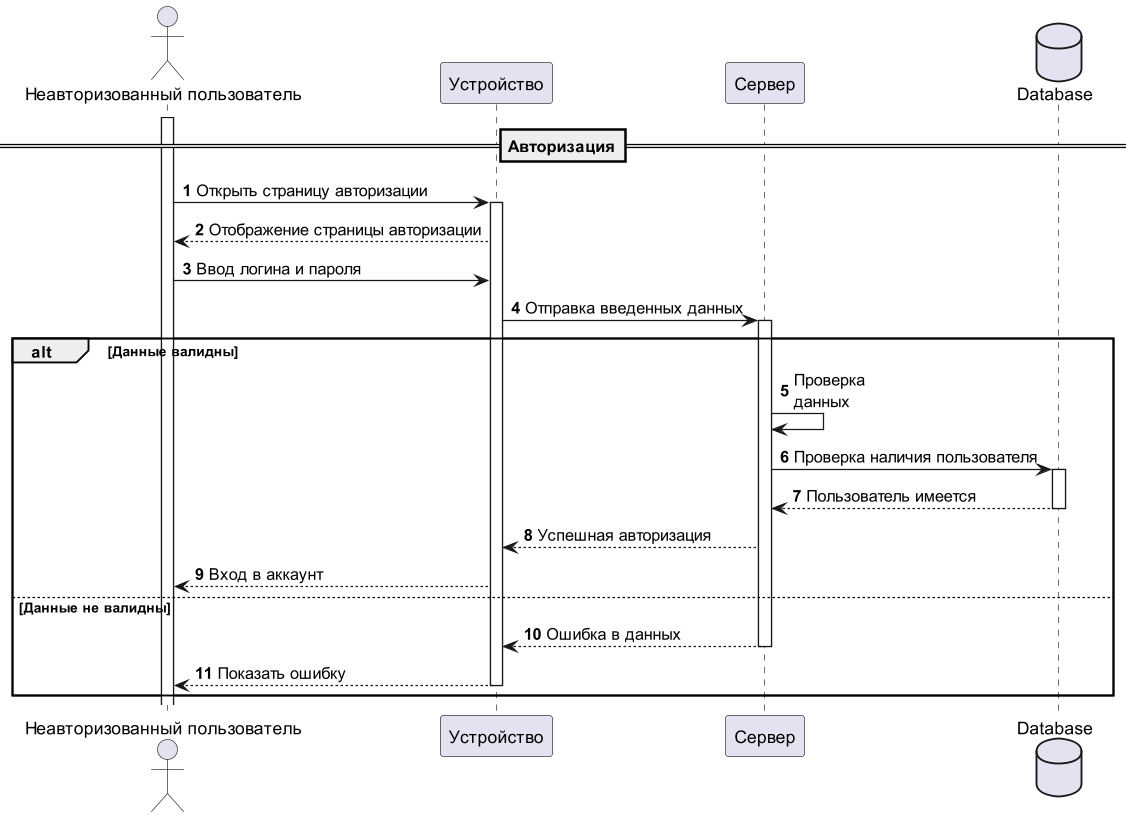 Неавторизованный пользователь
Устройство
Сервер
Database
Авторизация
1 Открыть страницу авторизации
2 Отображение страницы авторизации
3 Ввод логина и пароля
4 Отправка введенных данных
alt [Данные валидны]
5 Проверка
данных
6 Проверка наличия пользователя
7 Пользователь имеется
8 Успешная авторизация
9 Вход в аккаунт
[Данные не валидны]
10 Ошибка в данных
11 Показать ошибку
Неавторизованный пользователь
Устройство
Сервер
Database